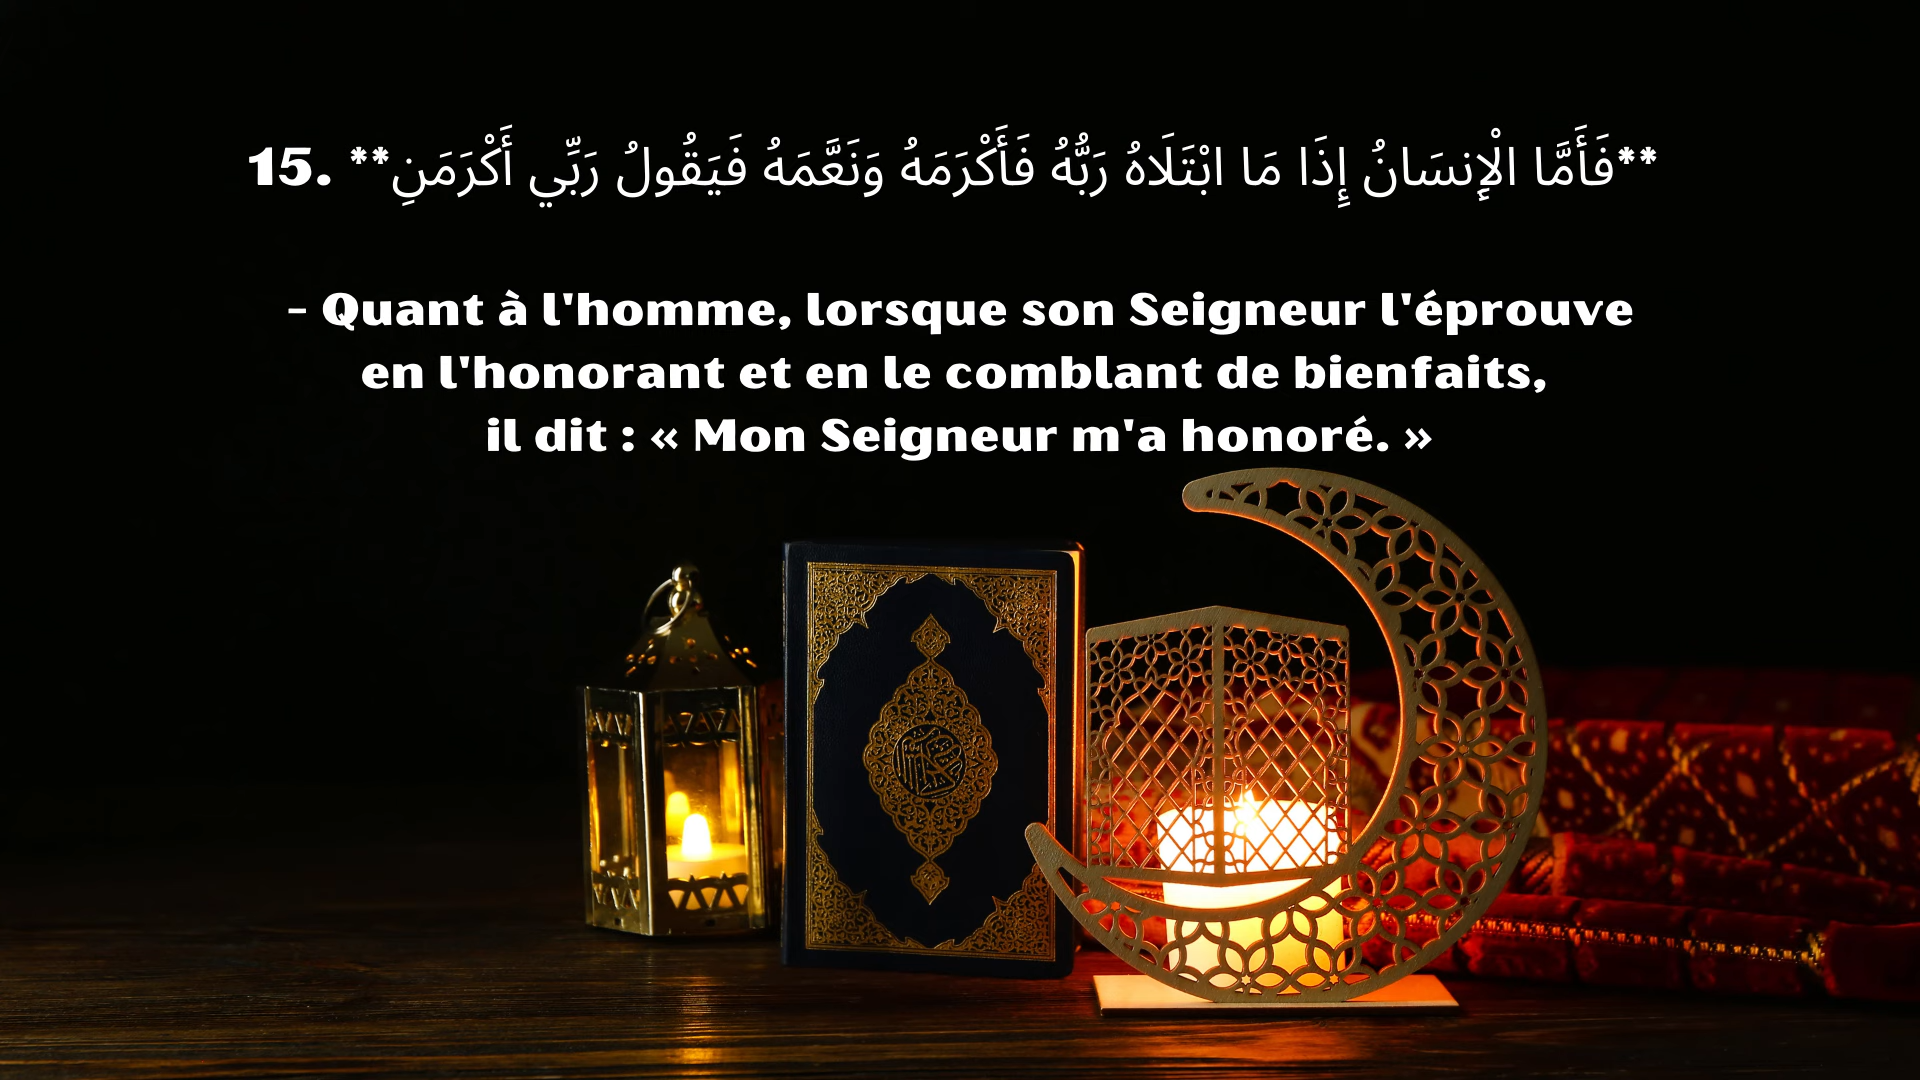 15. **فَأَمَّا الْإِنسَانُ إِذَا مَا ابْتَلَاهُ رَبُّهُ فَأَكْرَمَهُ وَنَعَّمَهُ فَيَقُولُ رَبِّي أَكْرَمَنِ**
- Quant à l'homme, lorsque son Seigneur l'éprouve
en l'honorant et en le comblant de bienfaits,
il dit : « Mon Seigneur m'a honoré. »